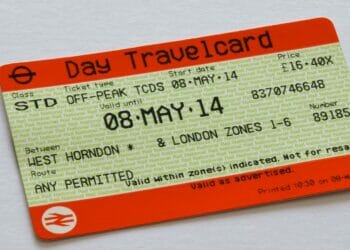 Day Travelcard
Class Ticket type Start date Price
STD OFF-PEAK TCDS 08·MAY·14 £16·40X
Valid until
08·MAY·14 8370746648
Between Number
WEST HORNDON * & LONDON ZONES 1-6 89185
Route
ANY PERMITTED Valid within zone(s) indicated. Not for resa
Valid as advertised.
Printed 10:30 on 08-M